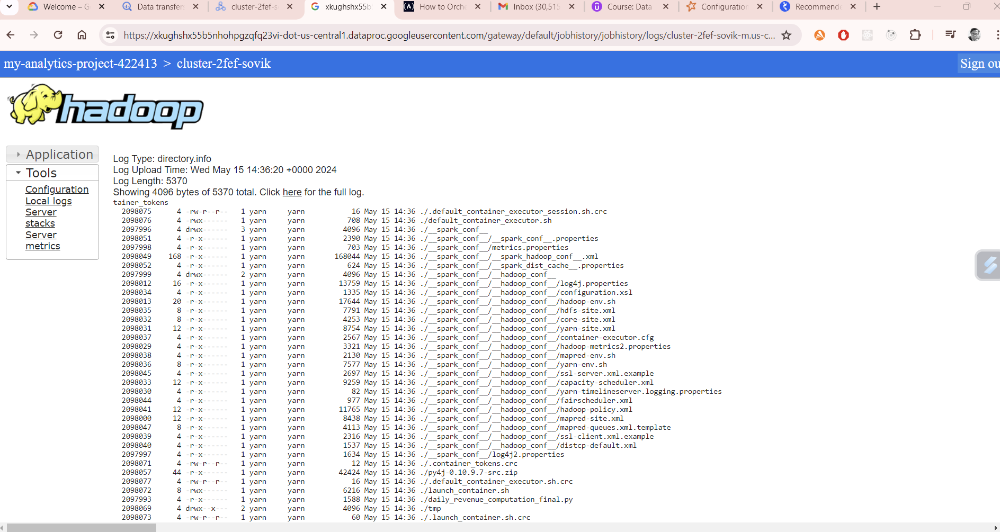 Welcome – G
Data transfers
cluster-2fef-s
xkughshx55b
How to Orche
Inbox (30,515
Course: Data
Configuration
Recommende
https://xkughshx55b5nhohpgzqfq23vi-dot-us-central1.dataproc.googleusercontent.com/gateway/default/jobhistory/jobhistory/logs/cluster-2fef-sovik-m.us-c...
my-analytics-project-422413 > cluster-2fef-sovik
Sign ou
hadoop
Application
Tools
Configuration
Local logs
Server
stacks
Server
metrics
Log Type: directory.info
Log Upload Time: Wed May 15 14:36:20 +0000 2024
Log Length: 5370
Showing 4096 bytes of 5370 total. Click here for the full log.
tainer_tokens
2098075 4 -rw-r--r-- 1 yarn yarn 16 May 15 14:36 ./.default_container_executor_session.sh.crc
2098076 4 -rwx------ 1 yarn yarn 708 May 15 14:36 ./default_container_executor.sh
2097996 4 drwx------ 3 yarn yarn 4096 May 15 14:36 ./__spark_conf__
2098051 4 -r-x------ 1 yarn yarn 2390 May 15 14:36 ./__spark_conf__/__spark_conf__.properties
2097998 4 -r-x------ 1 yarn yarn 703 May 15 14:36 ./__spark_conf__/metrics.properties
2098049 168 -r-x------ 1 yarn yarn 168044 May 15 14:36 ./__spark_conf__/__spark_hadoop_conf__.xml
2098052 4 -r-x------ 1 yarn yarn 624 May 15 14:36 ./__spark_conf__/__spark_dist_cache__.properties
2097999 4 drwx------ 2 yarn yarn 4096 May 15 14:36 ./__spark_conf__/__hadoop_conf__
2098012 16 -r-x------ 1 yarn yarn 13759 May 15 14:36 ./__spark_conf__/__hadoop_conf__/log4j.properties
2098034 4 -r-x------ 1 yarn yarn 1335 May 15 14:36 ./__spark_conf__/__hadoop_conf__/configuration.xsl
2098013 20 -r-x------ 1 yarn yarn 17644 May 15 14:36 ./__spark_conf__/__hadoop_conf__/hadoop-env.sh
2098035 8 -r-x------ 1 yarn yarn 7791 May 15 14:36 ./__spark_conf__/__hadoop_conf__/hdfs-site.xml
2098032 8 -r-x------ 1 yarn yarn 4253 May 15 14:36 ./__spark_conf__/__hadoop_conf__/core-site.xml
2098031 12 -r-x------ 1 yarn yarn 8754 May 15 14:36 ./__spark_conf__/__hadoop_conf__/yarn-site.xml
2098037 4 -r-x------ 1 yarn yarn 2567 May 15 14:36 ./__spark_conf__/__hadoop_conf__/container-executor.cfg
2098029 4 -r-x------ 1 yarn yarn 3321 May 15 14:36 ./__spark_conf__/__hadoop_conf__/hadoop-metrics2.properties
2098038 4 -r-x------ 1 yarn yarn 2130 May 15 14:36 ./__spark_conf__/__hadoop_conf__/mapred-env.sh
2098036 8 -r-x------ 1 yarn yarn 7577 May 15 14:36 ./__spark_conf__/__hadoop_conf__/yarn-env.sh
2098045 4 -r-x------ 1 yarn yarn 2697 May 15 14:36 ./__spark_conf__/__hadoop_conf__/ssl-server.xml.example
2098033 12 -r-x------ 1 yarn yarn 9259 May 15 14:36 ./__spark_conf__/__hadoop_conf__/capacity-scheduler.xml
2098030 4 -r-x------ 1 yarn yarn 82 May 15 14:36 ./__spark_conf__/__hadoop_conf__/yarn-timelineserver.logging.properties
2098044 4 -r-x------ 1 yarn yarn 977 May 15 14:36 ./__spark_conf__/__hadoop_conf__/fairscheduler.xml
2098041 12 -r-x------ 1 yarn yarn 11765 May 15 14:36 ./__spark_conf__/__hadoop_conf__/hadoop-policy.xml
2098000 12 -r-x------ 1 yarn yarn 8438 May 15 14:36 ./__spark_conf__/__hadoop_conf__/mapred-site.xml
2098047 8 -r-x------ 1 yarn yarn 4113 May 15 14:36 ./__spark_conf__/__hadoop_conf__/mapred-queues.xml.template
2098039 4 -r-x------ 1 yarn yarn 2316 May 15 14:36 ./__spark_conf__/__hadoop_conf__/ssl-client.xml.example
2098040 4 -r-x------ 1 yarn yarn 1537 May 15 14:36 ./__spark_conf__/__hadoop_conf__/distcp-default.xml
2097997 4 -r-x------ 1 yarn yarn 1634 May 15 14:36 ./__spark_conf__/log4j2.properties
2098071 4 -rw-r--r-- 1 yarn yarn 12 May 15 14:36 ./.container_tokens.crc
2098057 44 -r-x------ 1 yarn yarn 42424 May 15 14:36 ./py4j-0.10.9.7-src.zip
2098077 4 -rw-r--r-- 1 yarn yarn 16 May 15 14:36 ./.default_container_executor.sh.crc
2098072 8 -rwx------ 1 yarn yarn 6216 May 15 14:36 ./launch_container.sh
2097993 4 -r-x------ 1 yarn yarn 1588 May 15 14:36 ./daily_revenue_computation_final.py
2098069 4 drwx--x--- 2 yarn yarn 4096 May 15 14:36 ./tmp
2098073 4 -rw-r--r-- 1 yarn yarn 60 May 15 14:36 ./.launch_container.sh.crc